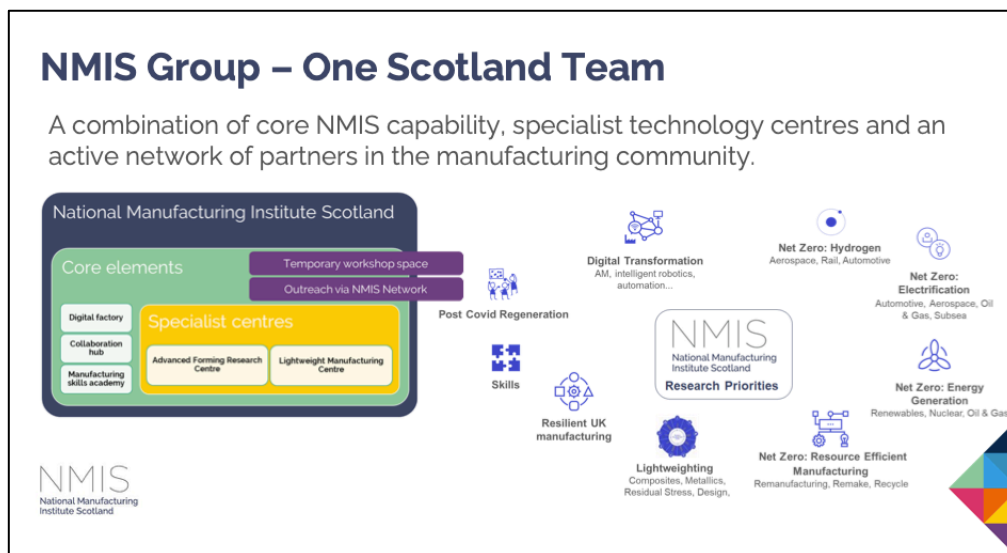 NMIS Group – One Scotland Team
A combination of core NMIS capability, specialist technology centres and an
active network of partners in the manufacturing community.
National Manufacturing Institute Scotland
Core elements
Temporary workshop space
Outreach via NMIS Network
Digital factory
Collaboration
hub
Manufacturing
skills academy
Specialist centres
Advanced Forming Research
Centre
Lightweight Manufacturing
Centre
Post Covid Regeneration
Skills
Resilient UK
manufacturing
Digital Transformation
AM, intelligent robotics,
automation...
Net Zero: Hydrogen
Aerospace, Rail, Automotive
Net Zero:
Electrification
Automotive, Aerospace, Oil
& Gas, Subsea
NMIS
National Manufacturing
Institute Scotland
Research Priorities
Net Zero: Energy
Generation
Renewables, Nuclear, Oil & Gas
Lightweighting
Composites, Metallics,
Residual Stress, Design,
Net Zero: Resource Efficient
Manufacturing
Remanufacturing, Remake, Recycle
NMIS
National Manufacturing
Institute Scotland